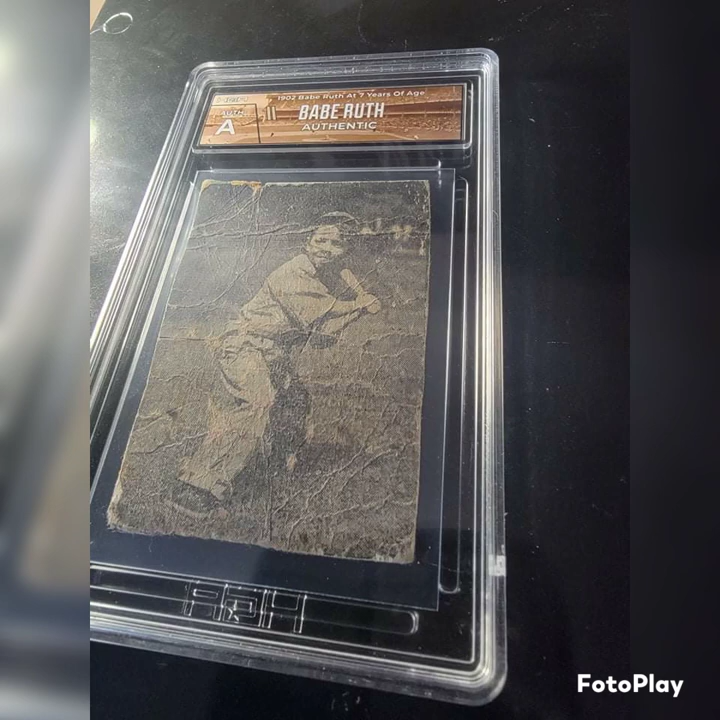 1902 Babe Ruth At 7 Years Of Age
BABE RUTH
A
AUTHENTIC
FotoPlay